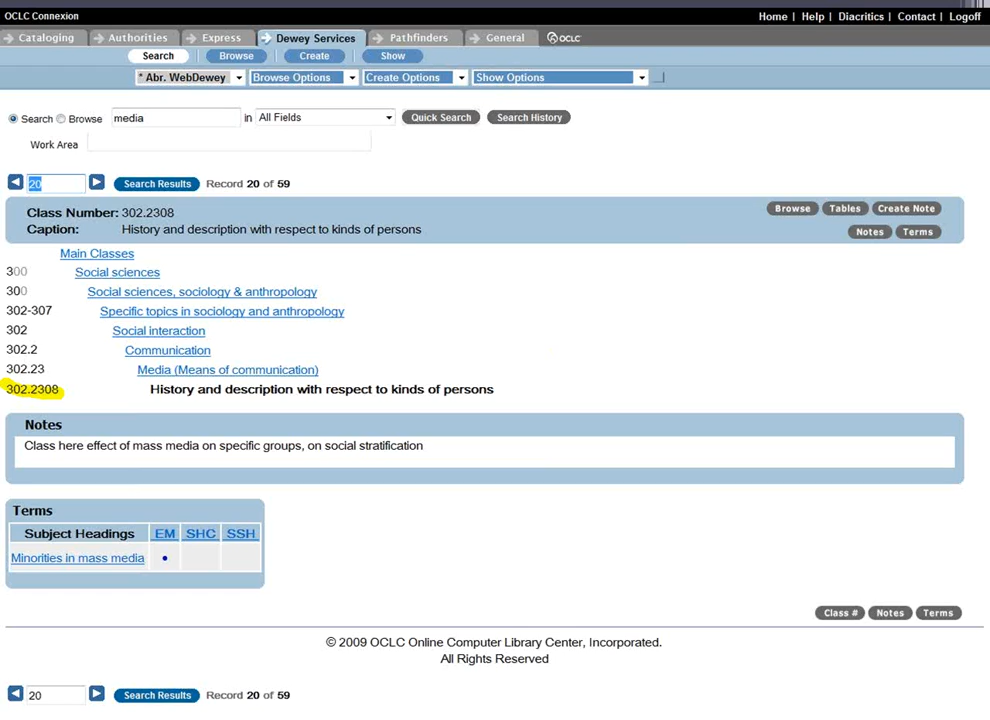 OCLC Connexion
Home | Help | Diacritics | Contact | Logoff
Cataloging Authorities Express Dewey Services Pathfinders General OCLC
Search Browse Create Show
* Abr. WebDewey Browse Options Create Options Show Options
Search Browse media in All Fields Quick Search Search History
Work Area
20 Search Results Record 20 of 59
Class Number: 302.2308 Browse Tables Create Note
Caption: History and description with respect to kinds of persons Notes Terms
Main Classes
300 Social sciences
300 Social sciences, sociology & anthropology
302-307 Specific topics in sociology and anthropology
302 Social interaction
302.2 Communication
302.23 Media (Means of communication)
302.2308 History and description with respect to kinds of persons
Notes
Class here effect of mass media on specific groups, on social stratification
Terms
Subject Headings EM SHC SSH
Minorities in mass media •
Class # Notes Terms
© 2009 OCLC Online Computer Library Center, Incorporated.
All Rights Reserved
20 Search Results Record 20 of 59